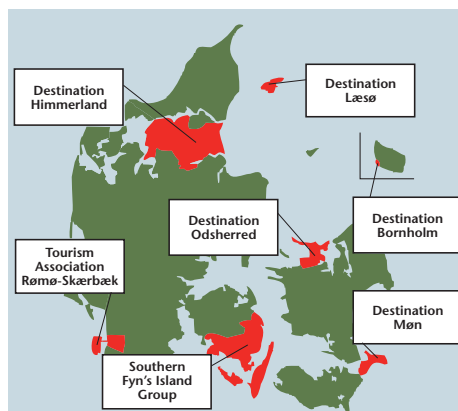 Destination
Himmerland
Destination
Læsø
Destination
Odsherred
Destination
Bornholm
Tourism
Association
Rømø-Skærbæk
Destination
Møn
Southern
Fyn's Island
Group